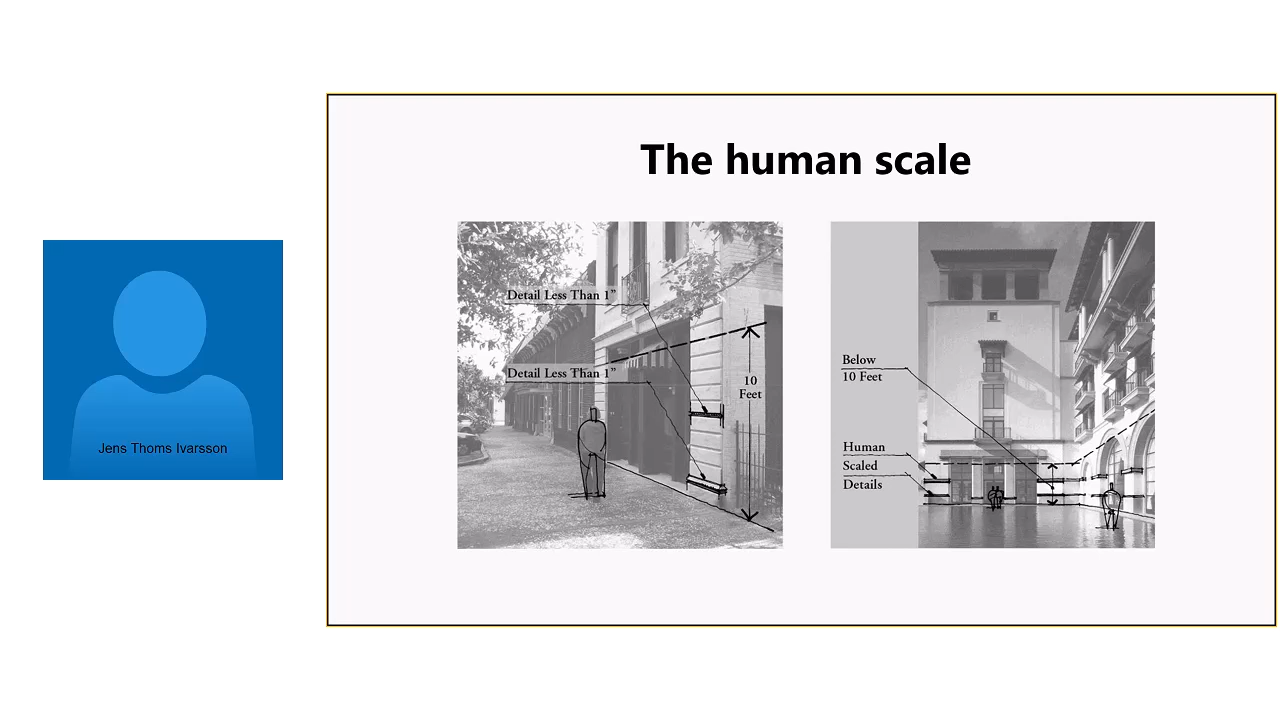 The human scale
Detail Less Than 1”
Detail Less Than 1”
10
Feet
Below
10 Feet
Human
Scaled
Details
Jens Thoms Ivarsson